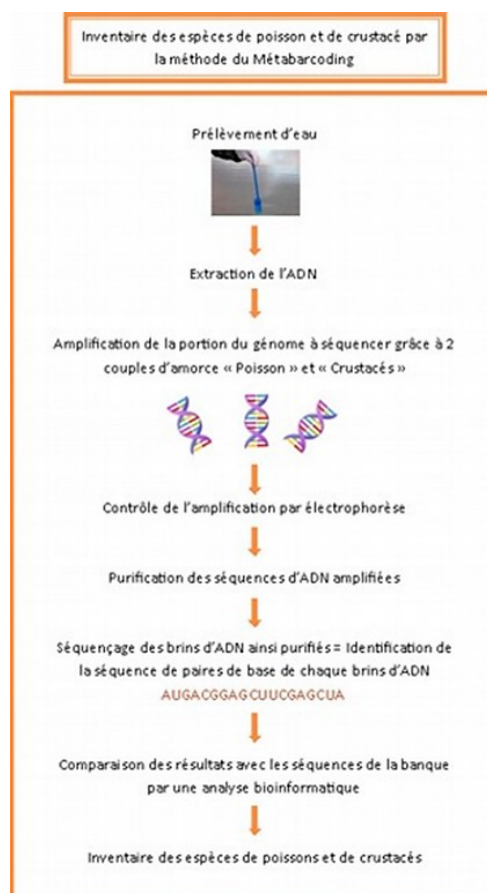 Inventaire des espèces de poisson et de crustacé par
la méthode du Métabarcoding
Prélèvement d'eau
Extraction de l'ADN
Amplification de la portion du génome à séquencer grâce à 2
couples d'amorce « Poisson » et « Crustacés »
Contrôle de l'amplification par électrophorèse
Purification des séquences d'ADN amplifiées
Séquençage des brins d'ADN ainsi purifiés = Identification de
la séquence de paires de base de chaque brins d'ADN
AUGACGGAGCUUCGAGCUA
Comparaison des résultats avec les séquences de la banque
par une analyse bioinformatique
Inventaire des espèces de poissons et de crustacés